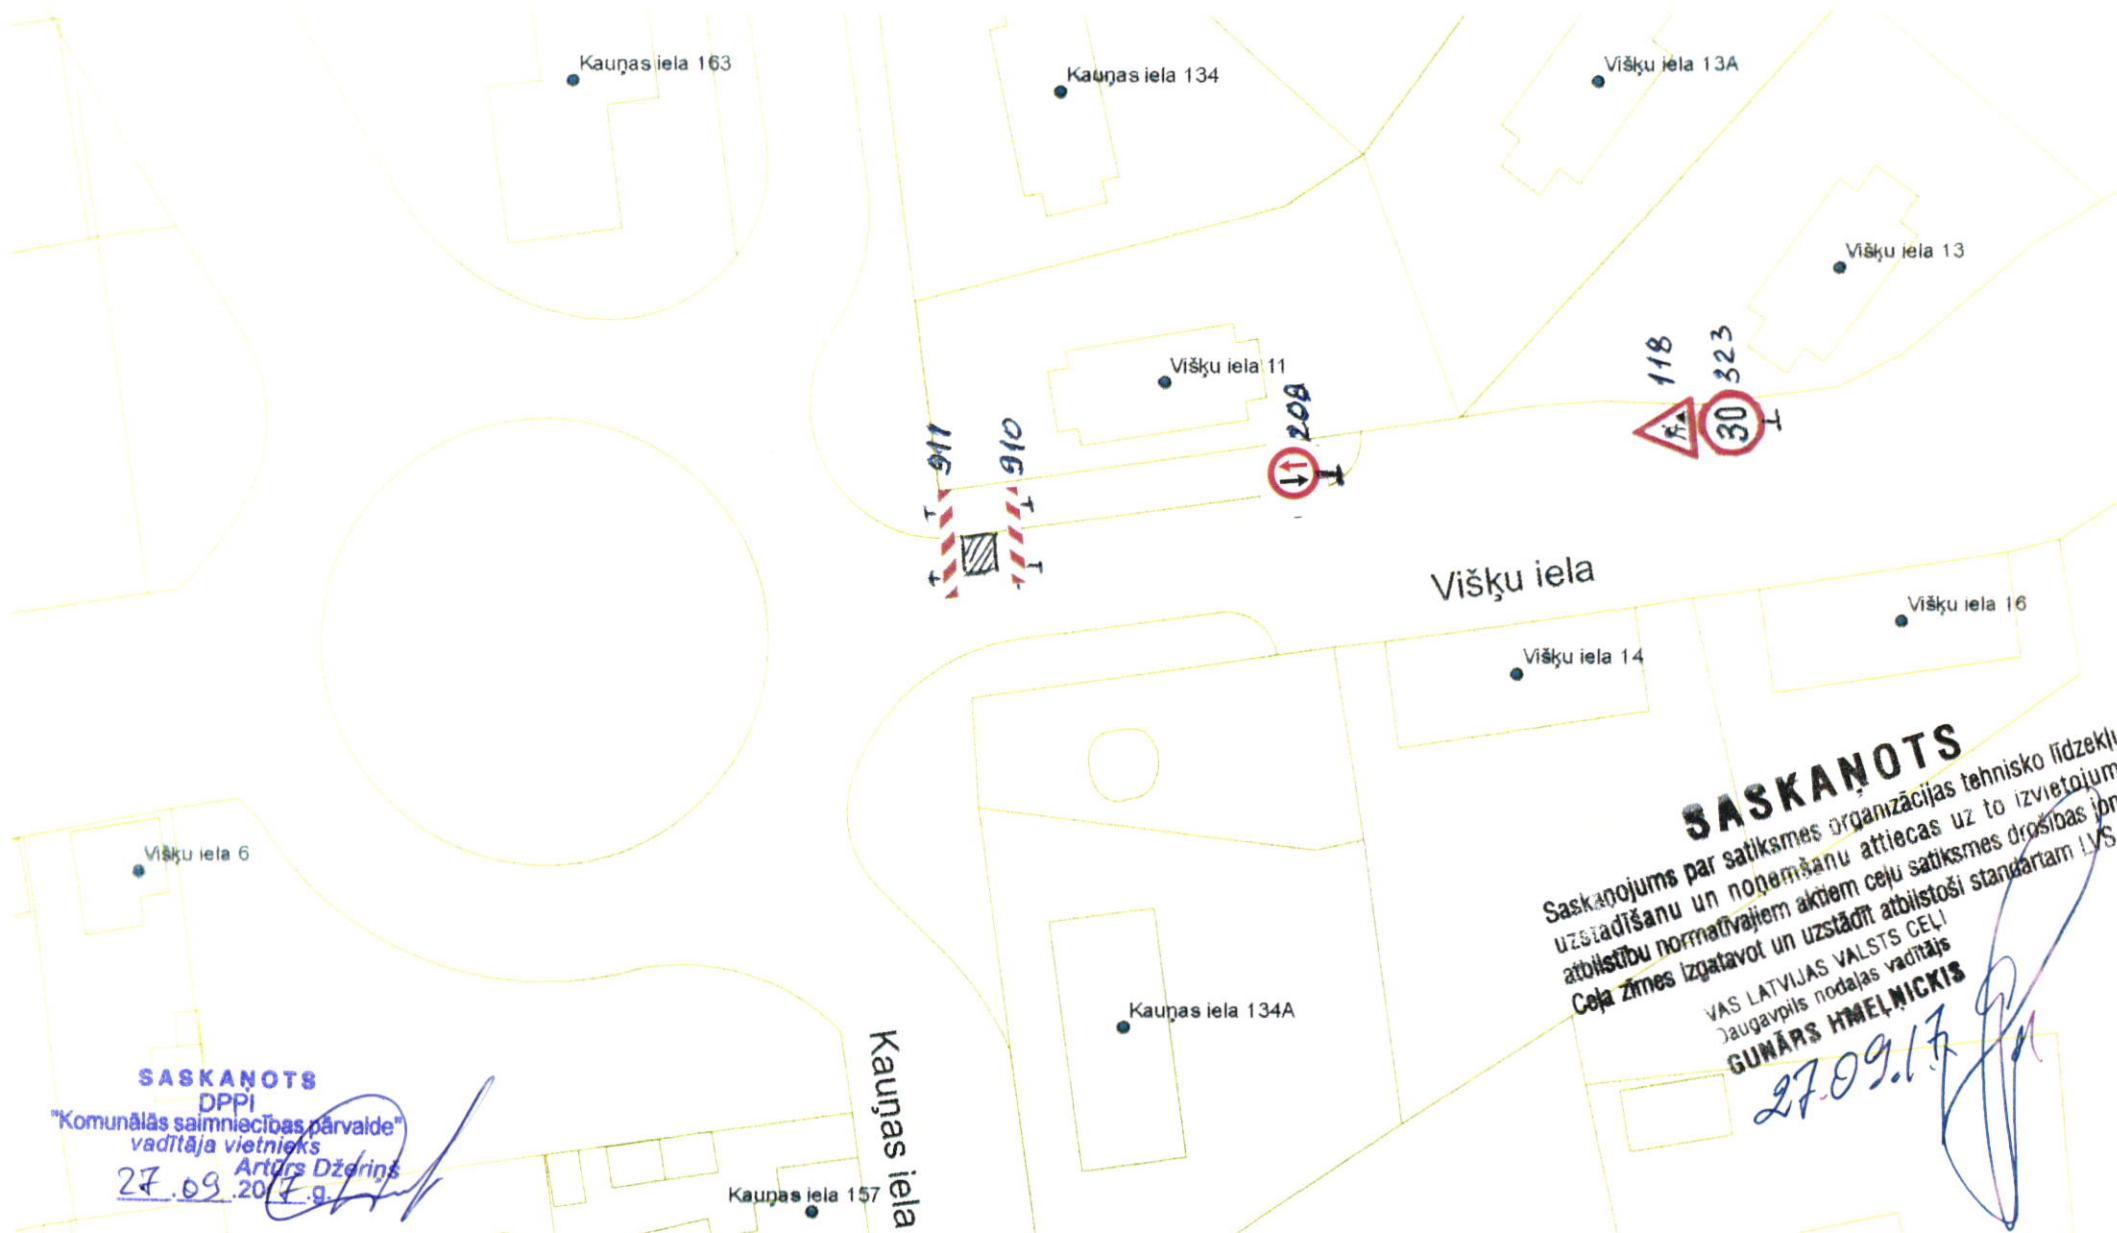 Kauņas iela 163
Kauņas iela 134
Višķu iela 13A
Višķu iela 13
Višķu iela 11
118
323
30
208
911
910
Višķu iela
Višķu iela 16
Višķu iela 14
Višķu iela 6
Kauņas iela 134A
Kauņas iela
Kauņas iela 157
SASKAŅOTS
DPPI
"Komunālās saimniecības pārvalde"
vadītāja vietnieks
Artūrs Džeriņš
27.09.2017.g.
SASKAŅOTS
Saskaņojums par satiksmes organizācijas tehnisko līdzekļu
uzstādīšanu un noņemšanu attiecas uz to izvietojum
atbilstību normatīvajiem aktiem ceļu satiksmes drošības jom
Ceļa zīmes izgatavot un uzstādīt atbilstoši standartam LVS
VAS LATVIJAS VALSTS CEĻI
Daugavpils nodaļas vadītājs
GUNĀRS HMEĻŅICKIS
27.09.17